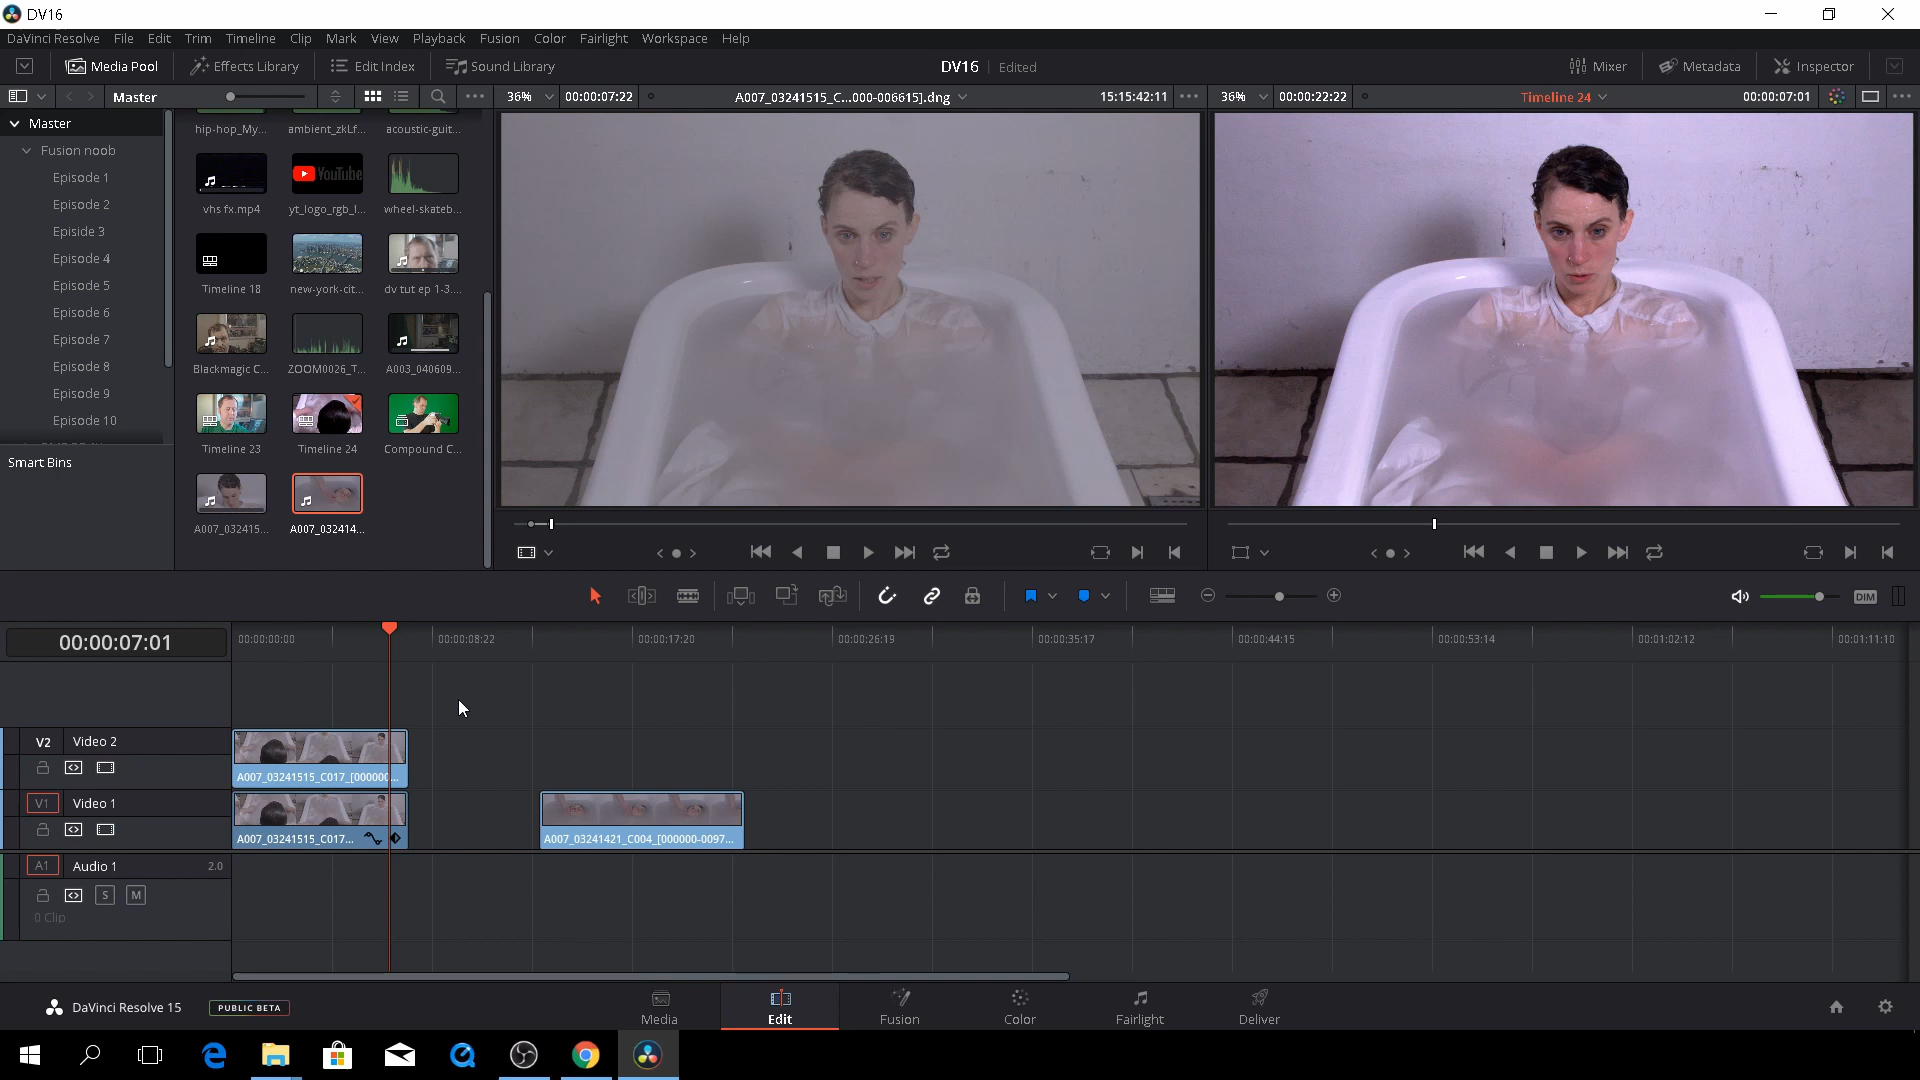 DV16
DaVinci Resolve File Edit Trim Timeline Clip Mark View Playback Fusion Color Fairlight Workspace Help
Media Pool Effects Library Edit Index Sound Library DV16 Edited Mixer Metadata Inspector
Master 36% 00:00:07:22 A007_03241515_C...000-006615].dng 15:15:42:11 36% 00:00:22:22 Timeline 24 00:00:07:01
Master
Fusion noob
Episode 1
Episode 2
Episide 3
Episode 4
Episode 5
Episode 6
Episode 7
Episode 8
Episode 9
Episode 10
Smart Bins
hip-hop_My... ambient_zkLf... acoustic-guit...
YouTube
vhs fx.mp4 yt_logo_rgb_l... wheel-skateb...
Timeline 18 new-york-cit... dv tut ep 1-3....
Blackmagic C... ZOOM0026_T... A003_040609...
Timeline 23 Timeline 24 Compound C...
A007_032415... A007_032414...
DIM
00:00:07:01 00:00:00:00 00:00:08:22 00:00:17:20 00:00:26:19 00:00:35:17 00:00:44:15 00:00:53:14 00:01:02:12 00:01:11:10
V2 Video 2
A007_03241515_C017_[000000...
V1 Video 1
A007_03241515_C017... A007_03241421_C004_[000000-0097...
A1 Audio 1 2.0
S M
0 Clip
DaVinci Resolve 15 PUBLIC BETA
Media Edit Fusion Color Fairlight Deliver